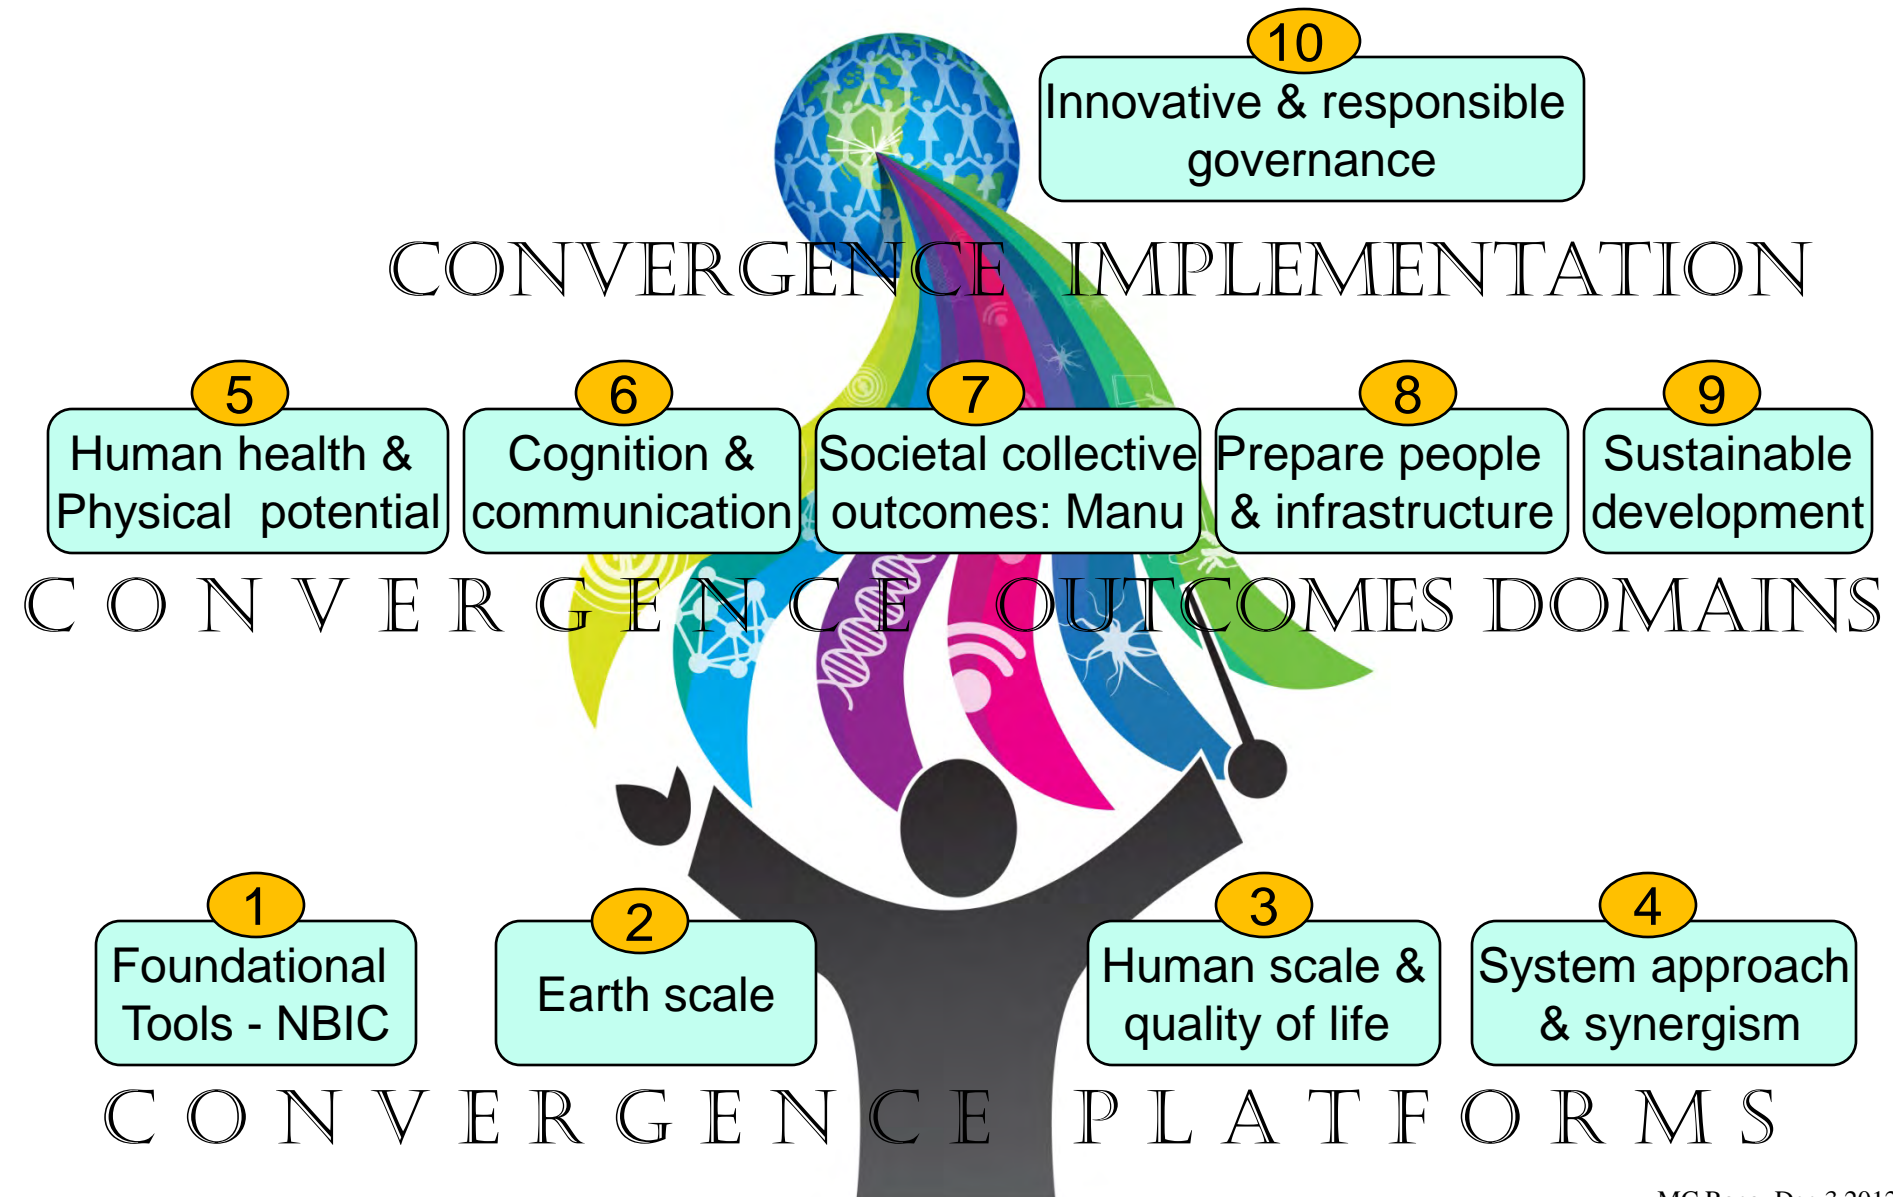 10
Innovative & responsible
governance
CONVERGENCE IMPLEMENTATION
5
Human health &
Physical potential
6
Cognition &
communication
7
Societal collective
outcomes: Manu
8
Prepare people
& infrastructure
9
Sustainable
development
CONVERGENCE OUTCOMES DOMAINS
1
Foundational
Tools - NBIC
2
Earth scale
3
Human scale &
quality of life
4
System approach
& synergism
CONVERGENCE PLATFORMS